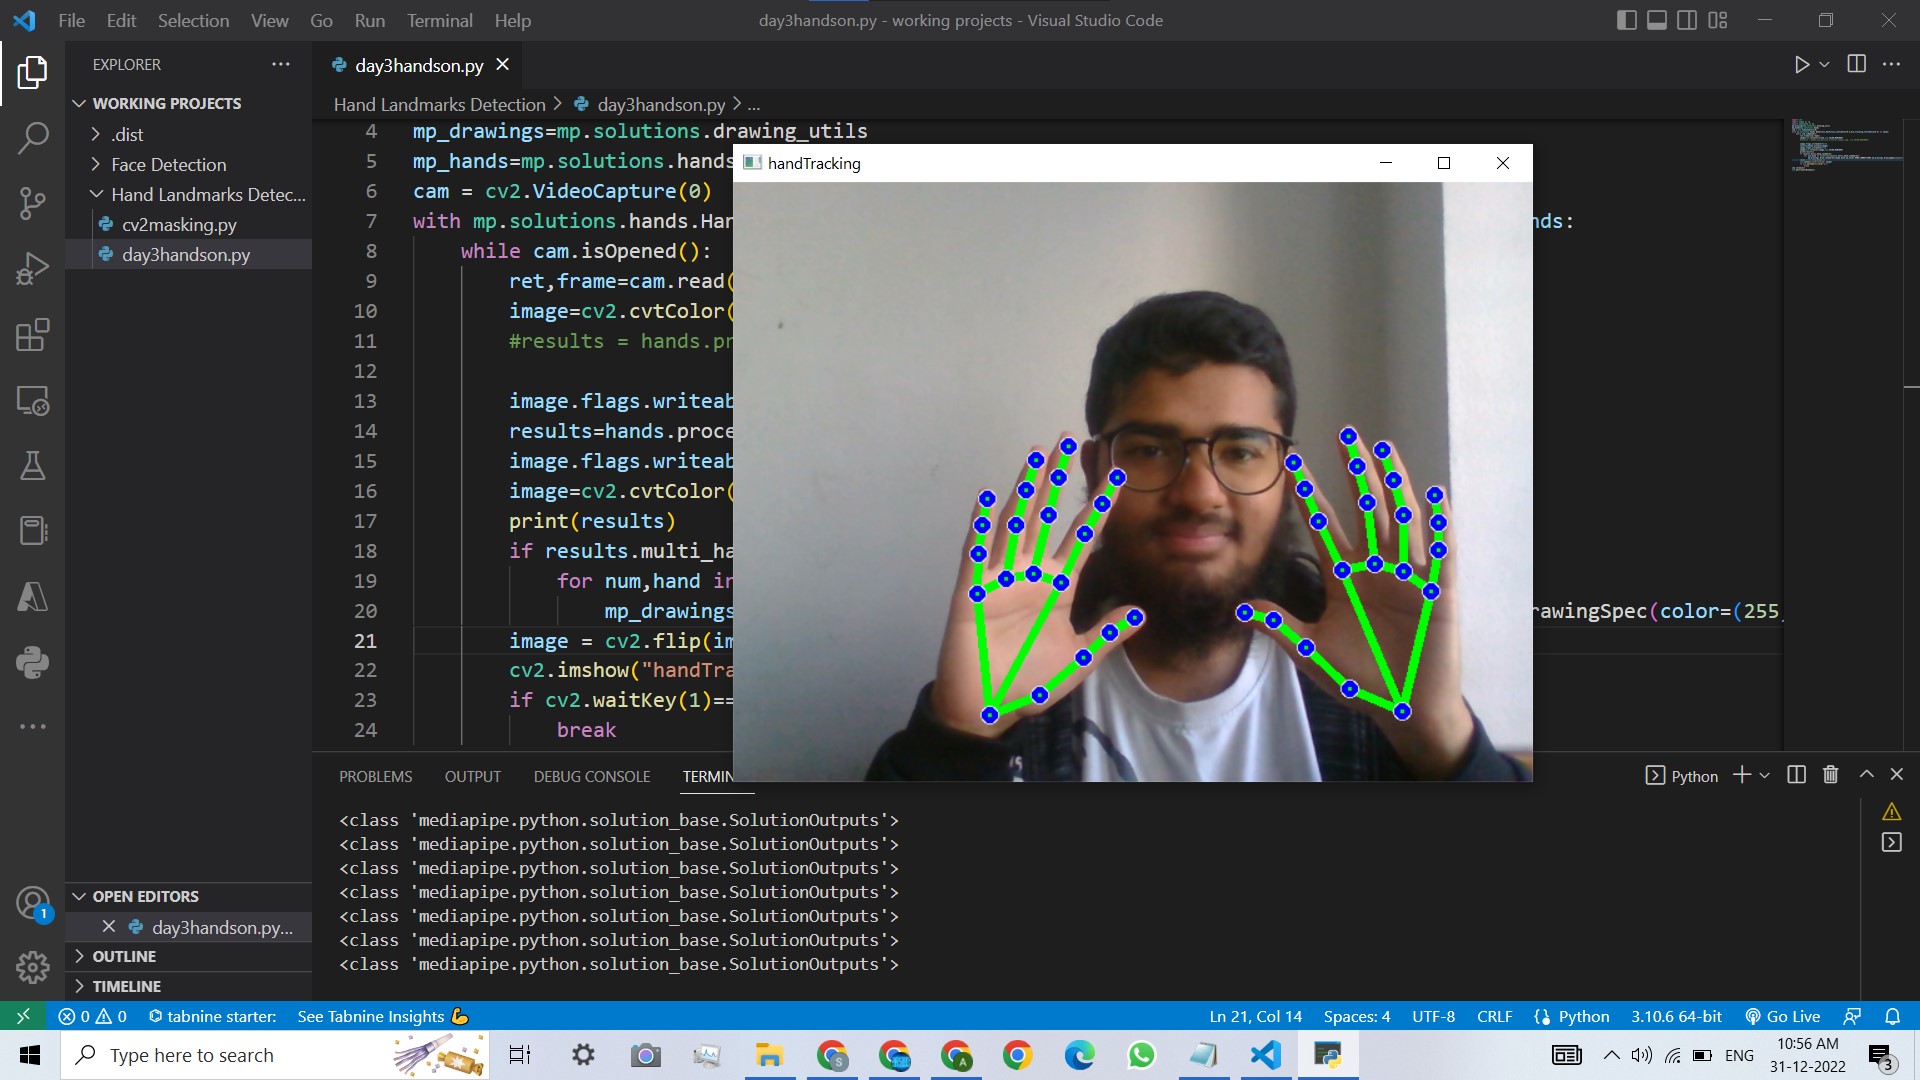 File Edit Selection View Go Run Terminal Help
day3handson.py - working projects - Visual Studio Code
EXPLORER
WORKING PROJECTS
.dist
Face Detection
Hand Landmarks Detec...
cv2masking.py
day3handson.py
day3handson.py
Hand Landmarks Detection > day3handson.py > ...
4 mp_drawings=mp.solutions.drawing_utils
5 mp_hands=mp.solutions.hands
6 cam = cv2.VideoCapture(0)
7 with mp.solutions.hands.Han nds:
8 while cam.isOpened():
9 ret,frame=cam.read(
10 image=cv2.cvtColor(
11 #results = hands.pr
12
13 image.flags.writeab
14 results=hands.proce
15 image.flags.writeab
16 image=cv2.cvtColor(
17 print(results)
18 if results.multi_ha
19 for num,hand in
20 mp_drawings rawingSpec(color=(255,
21 image = cv2.flip(im
22 cv2.imshow("handTra
23 if cv2.waitKey(1)==
24 break
handTracking
PROBLEMS OUTPUT DEBUG CONSOLE TERMIN
Python
<class 'mediapipe.python.solution_base.SolutionOutputs'>
<class 'mediapipe.python.solution_base.SolutionOutputs'>
<class 'mediapipe.python.solution_base.SolutionOutputs'>
<class 'mediapipe.python.solution_base.SolutionOutputs'>
<class 'mediapipe.python.solution_base.SolutionOutputs'>
<class 'mediapipe.python.solution_base.SolutionOutputs'>
<class 'mediapipe.python.solution_base.SolutionOutputs'>
1
OPEN EDITORS
day3handson.py...
OUTLINE
TIMELINE
0 0 tabnine starter: See Tabnine Insights Ln 21, Col 14 Spaces: 4 UTF-8 CRLF Python 3.10.6 64-bit Go Live
Type here to search
S
A
ENG
10:56 AM
31-12-2022
3